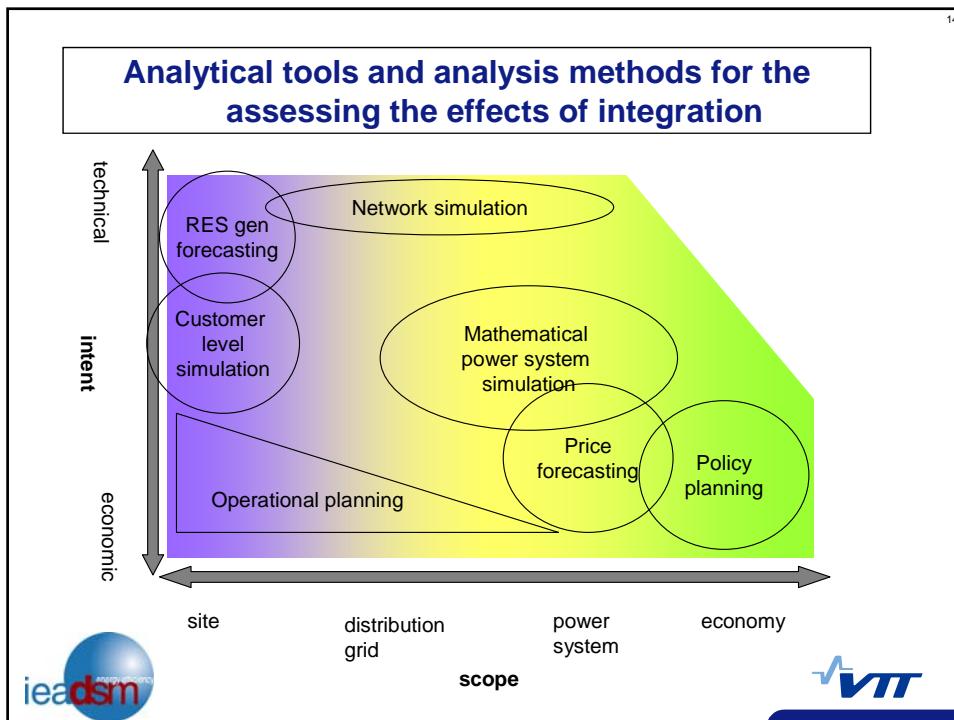 14
Analytical tools and analysis methods for the
assessing the effects of integration
technical
intent
economic
RES gen
forecasting
Network simulation
Customer
level
simulation
Mathematical
power system
simulation
Price
forecasting
Policy
planning
Operational planning
site
distribution
grid
power
system
economy
scope
ieadsm
energy efficiency
VTT